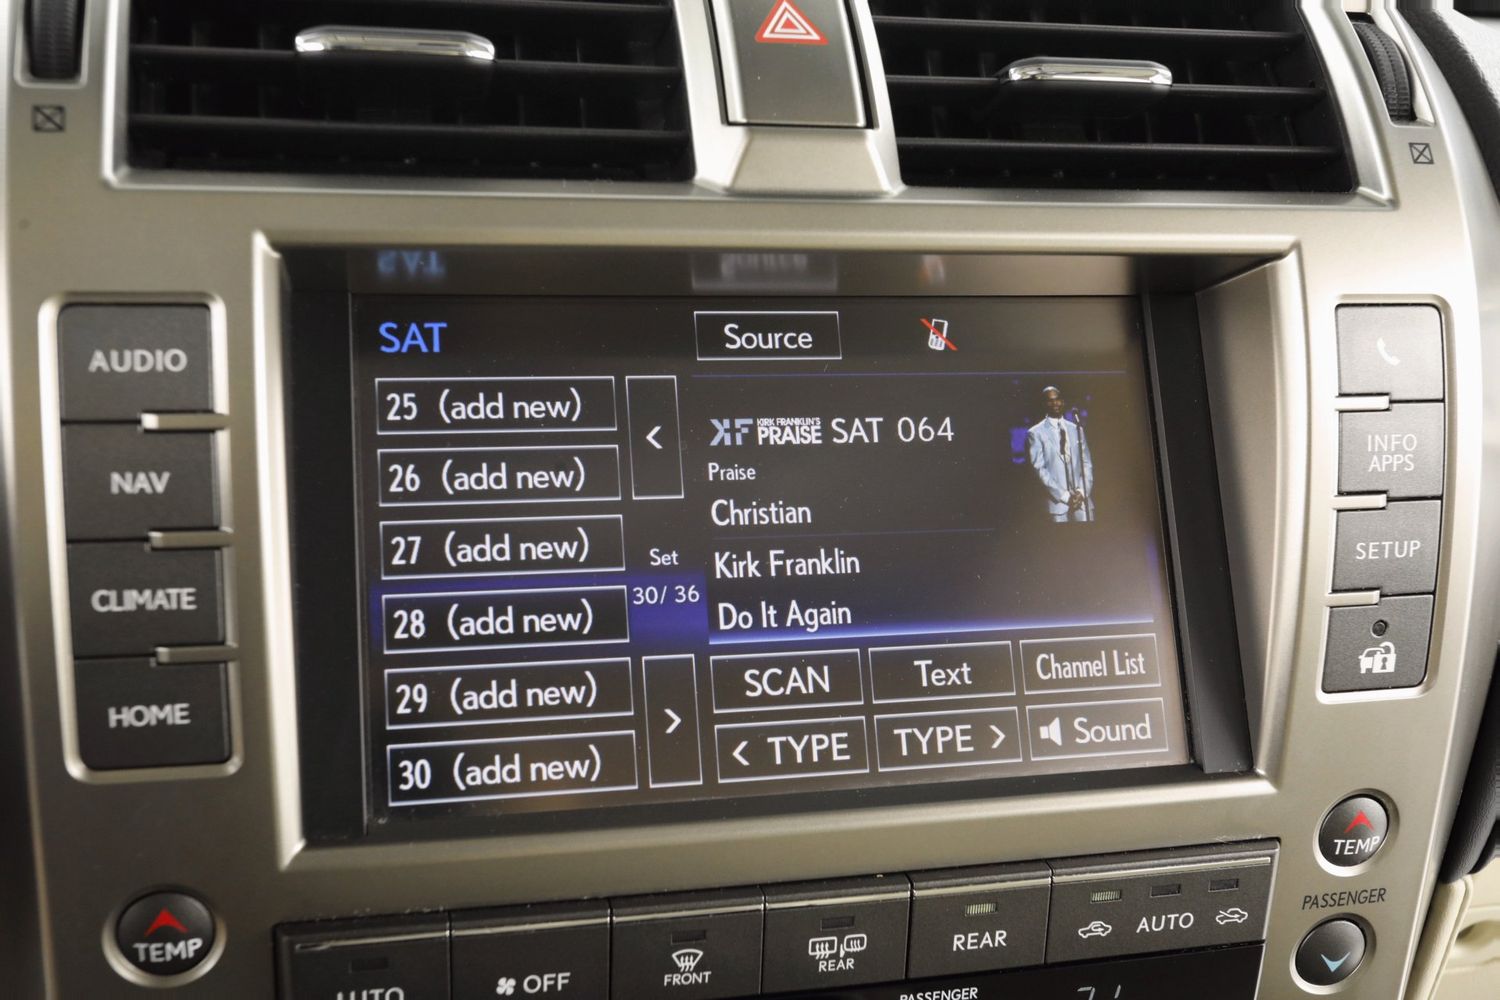 SAT
Source
25 (add new)
26 (add new)
27 (add new)
28 (add new)
29 (add new)
30 (add new)
<
Set
30/ 36
>
KF KIRK FRANKLIN'S PRAISE SAT 064
Praise
Christian
Kirk Franklin
Do It Again
SCAN
Text
Channel List
< TYPE
TYPE >
Sound
AUDIO
NAV
CLIMATE
HOME
INFO
APPS
SETUP
TEMP
TEMP
PASSENGER
AUTO
OFF
FRONT
REAR
REAR
AUTO
PASSENGER